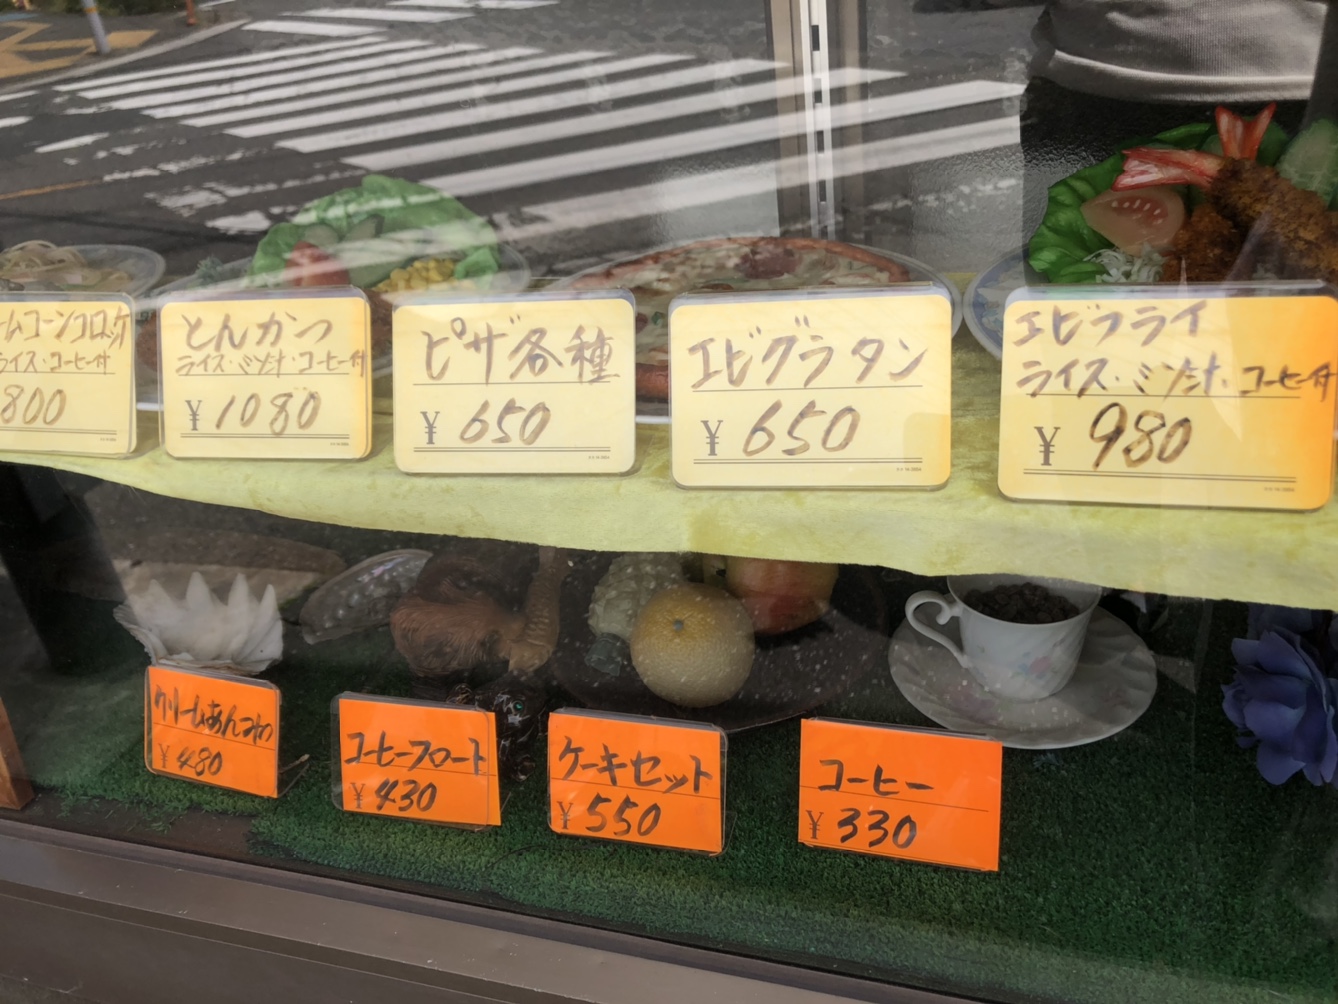 ームコーンコロッケ
ライス・コーヒー付
800
とんかつ
ライス・ミソ汁・コーヒー付
¥1080
ピザ各種
¥650
エビグラタン
¥650
エビフライ
ライス・ミソ汁・コーヒー付
¥980
クリームあんみつ
¥480
コーヒーフロート
¥430
ケーキセット
¥550
コーヒー
¥330